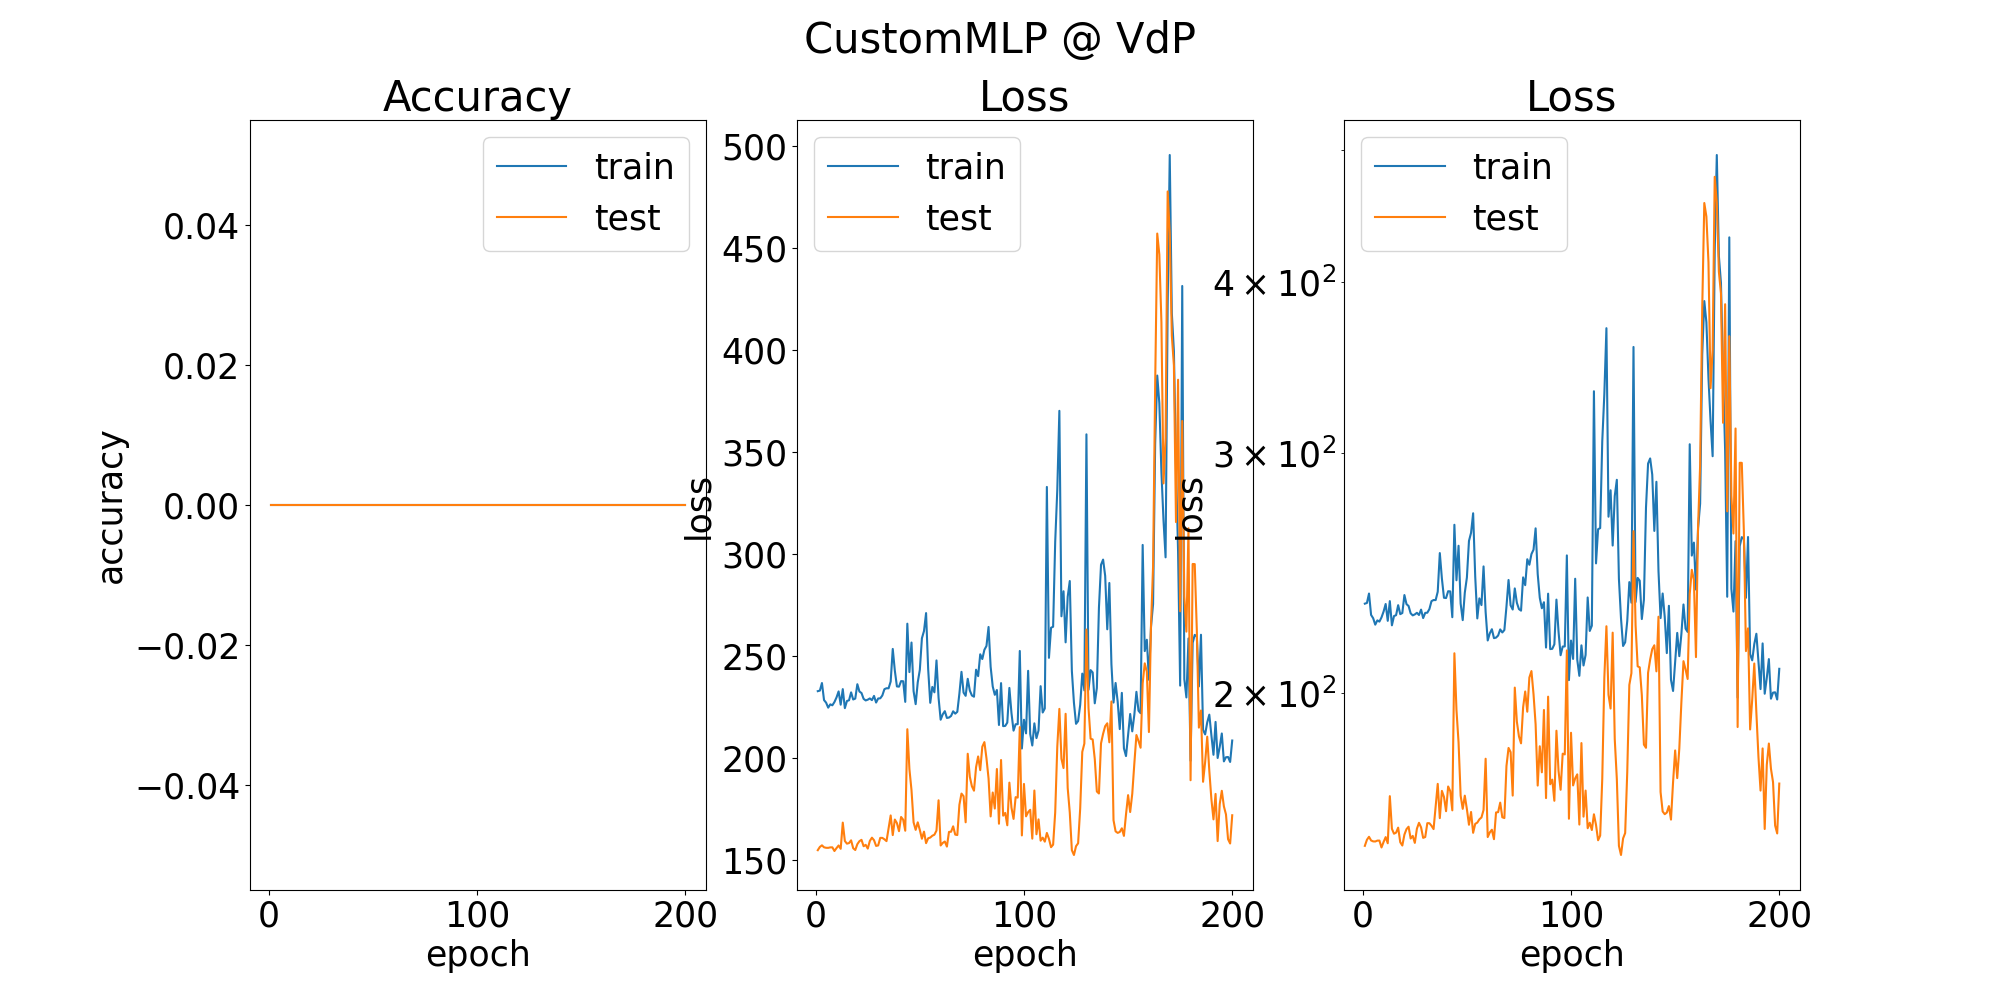 CustomMLP @ VdP
Accuracy
accuracy
0.04
0.02
0.00
−0.02
−0.04
train
test
0
100
200
epoch
Loss
loss
500
450
400
350
300
250
200
150
train
test
0
100
200
epoch
Loss
loss
4 × 10²
3 × 10²
2 × 10²
train
test
0
100
200
epoch